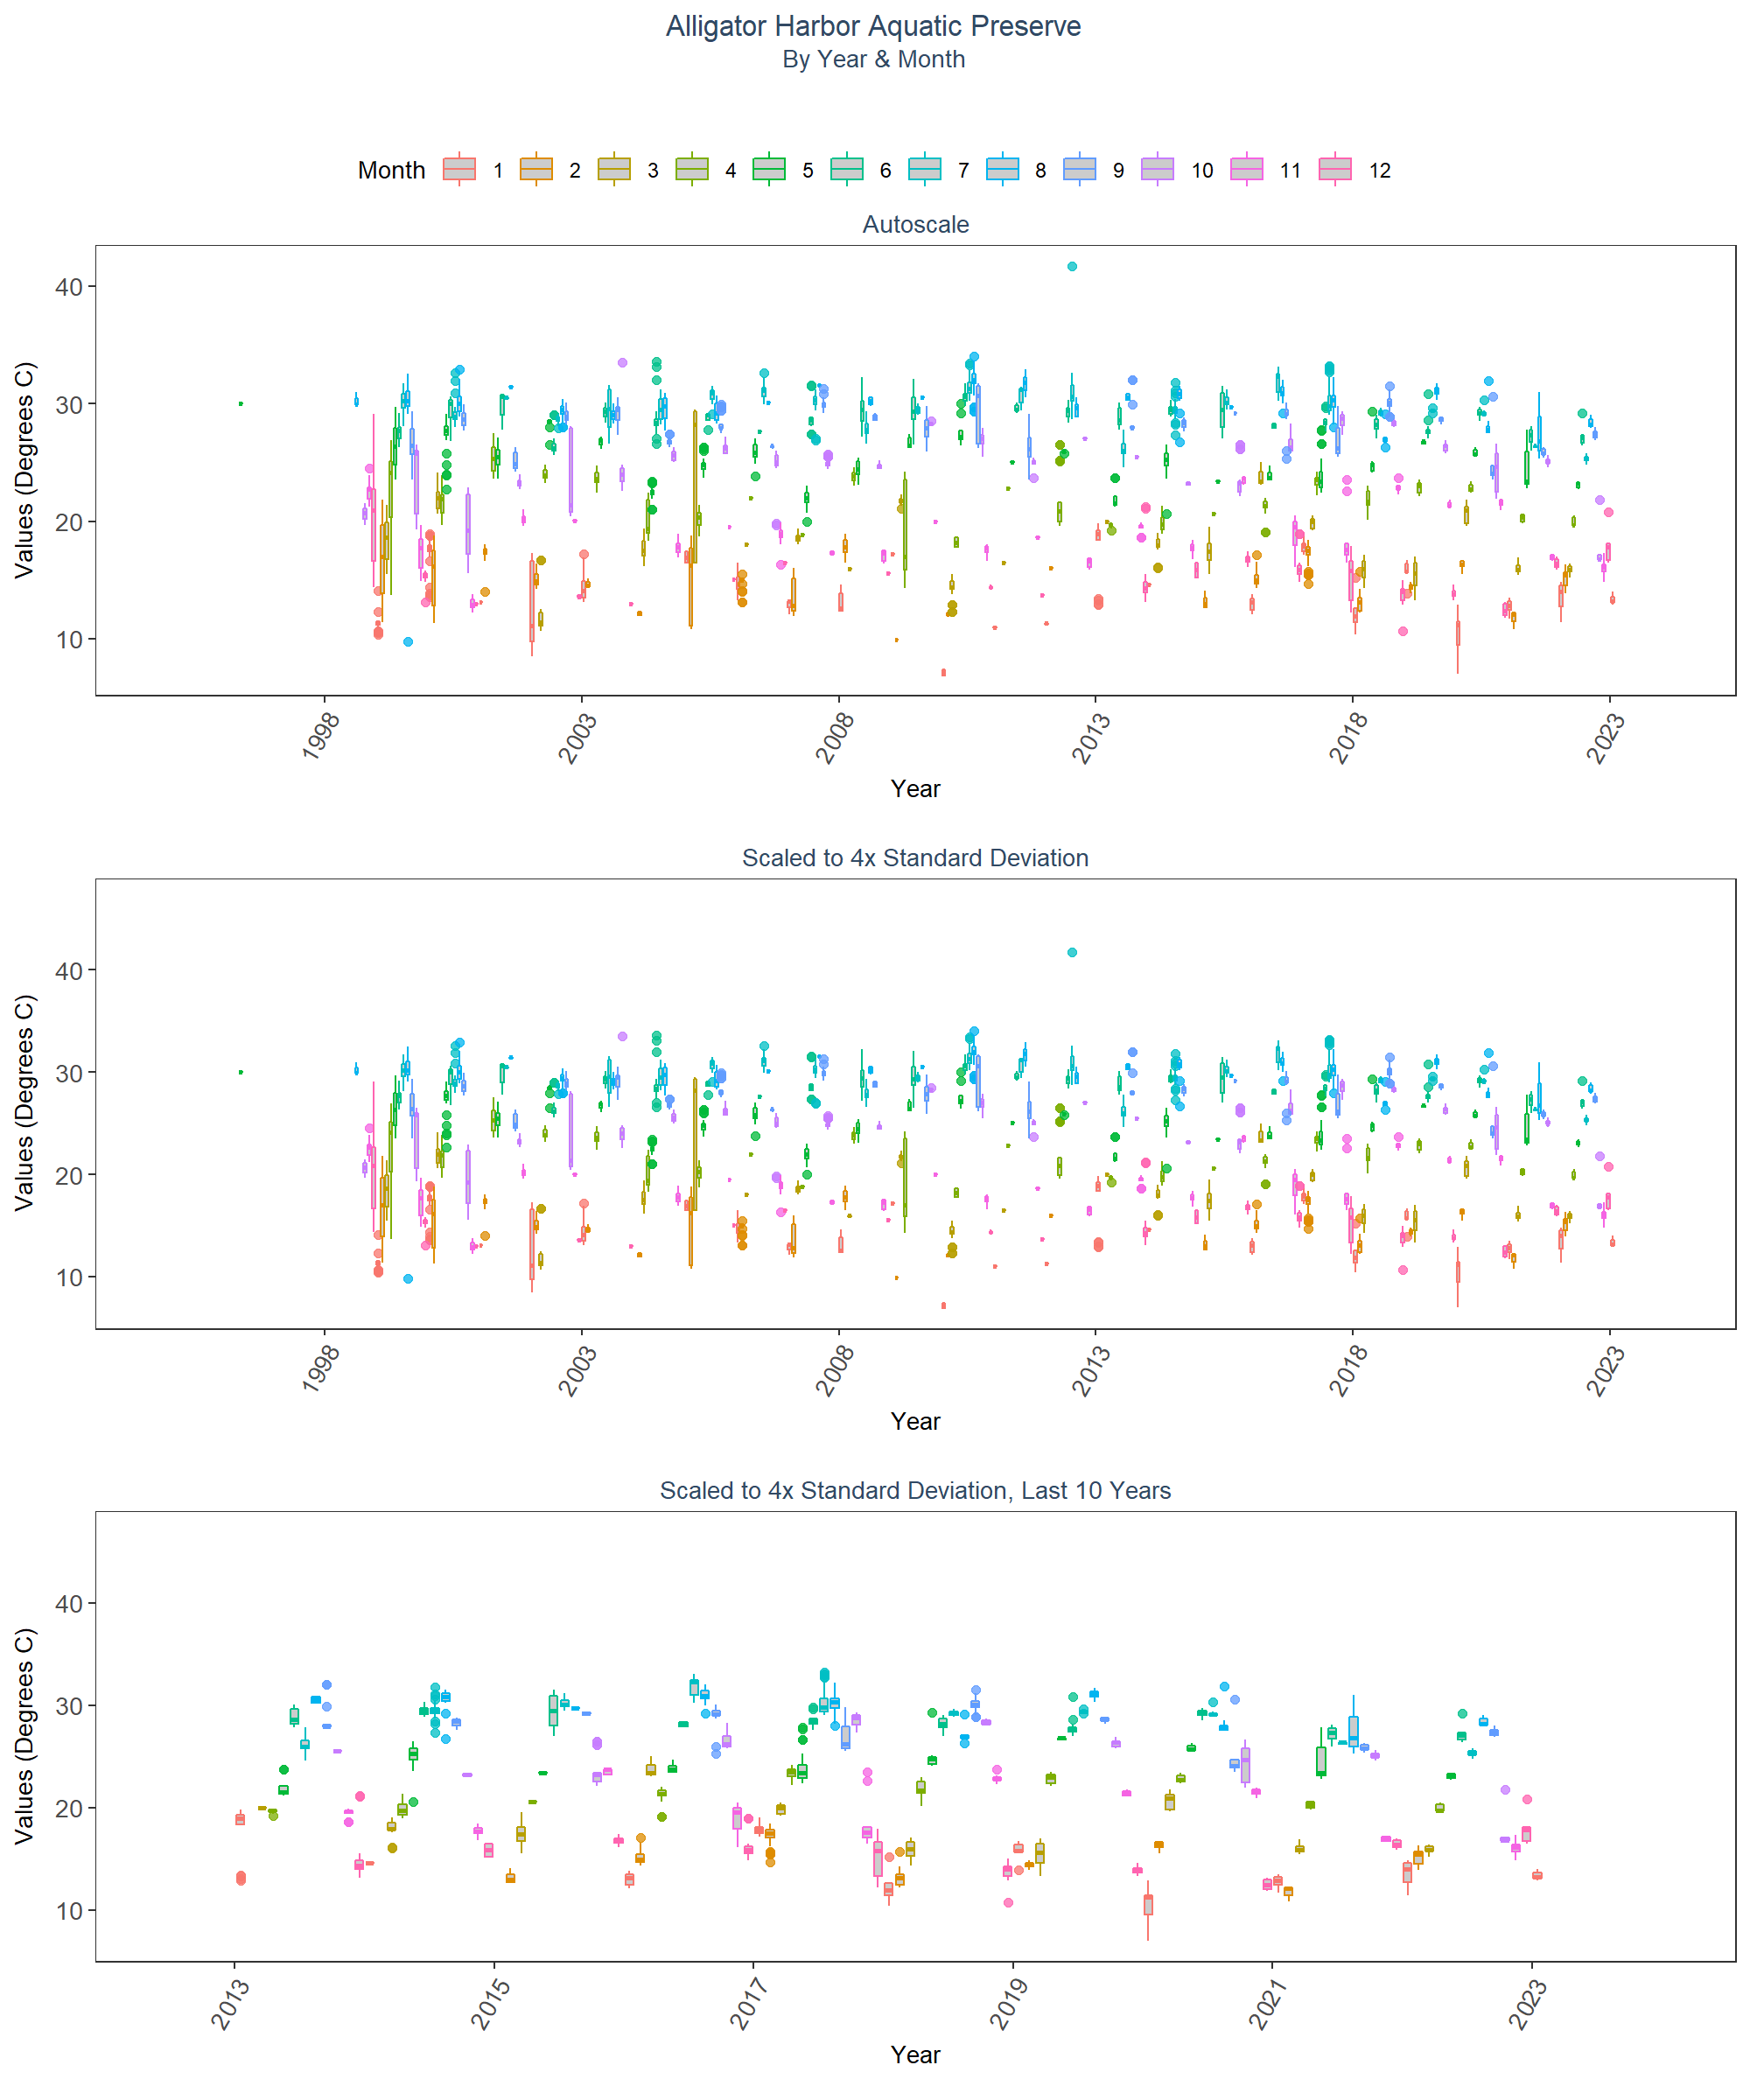 Alligator Harbor Aquatic Preserve
By Year & Month
Month 1 2 3 4 5 6 7 8 9 10 11 12
Autoscale
Values (Degrees C)
40
30
20
10
1998 2003 2008 2013 2018 2023
Year
Scaled to 4x Standard Deviation
Values (Degrees C)
40
30
20
10
1998 2003 2008 2013 2018 2023
Year
Scaled to 4x Standard Deviation, Last 10 Years
Values (Degrees C)
40
30
20
10
2013 2015 2017 2019 2021 2023
Year